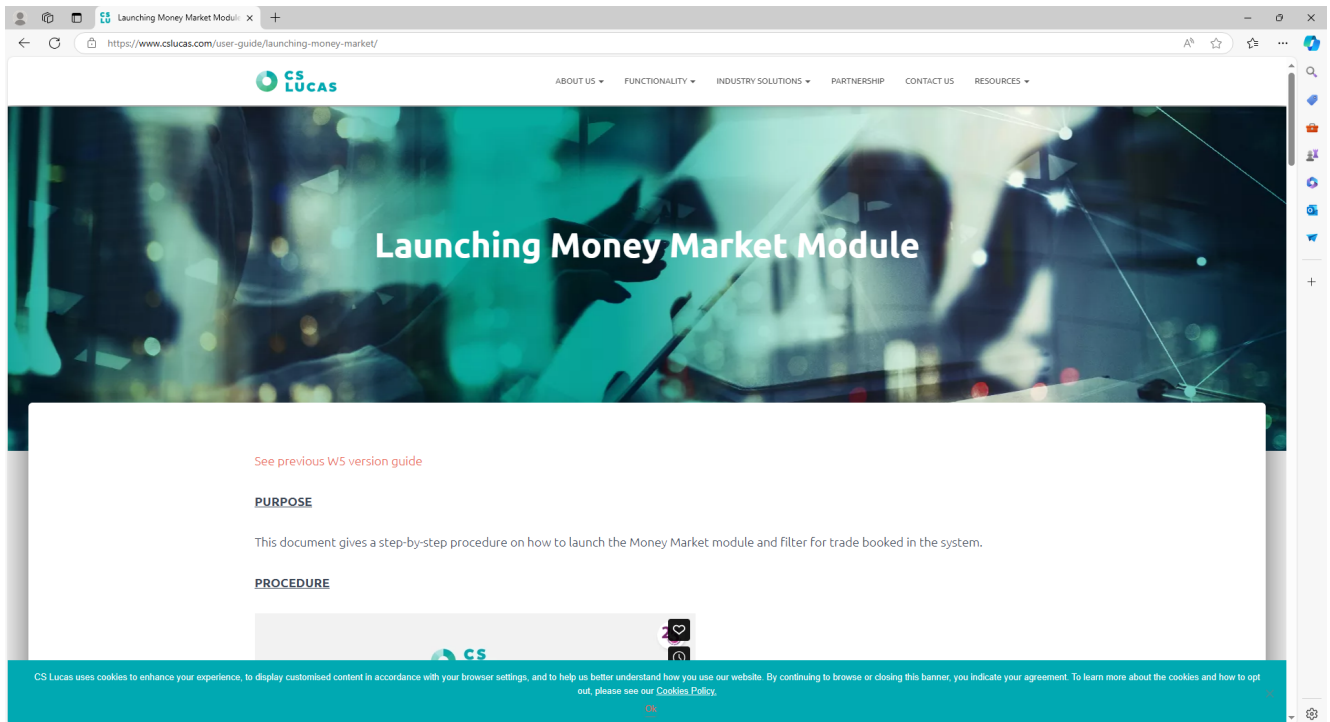 Launching Money Market Module
https://www.cslucas.com/user-guide/launching-money-market/
CS LUCAS
ABOUT US
FUNCTIONALITY
INDUSTRY SOLUTIONS
PARTNERSHIP
CONTACT US
RESOURCES
Launching Money Market Module
See previous W5 version guide
PURPOSE
This document gives a step-by-step procedure on how to launch the Money Market module and filter for trade booked in the system.
PROCEDURE
CS
CS Lucas uses cookies to enhance your experience, to display customised content in accordance with your browser settings, and to help us better understand how you use our website. By continuing to browse or closing this banner, you indicate your agreement. To learn more about the cookies and how to opt
out, please see our Cookies Policy.
Ok